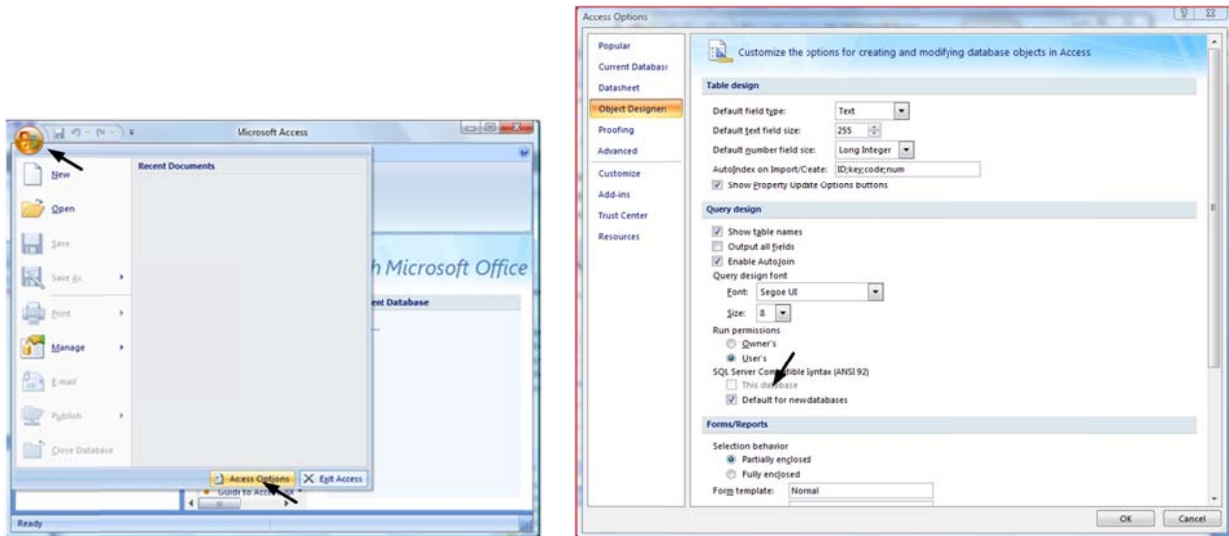 Microsoft Access
Recent Documents
New
Open
Save
Save As
Print
Manage
E-mail
Publish
Close Database
h Microsoft Office
ent Database
Access Options
Exit Access
Guide to Access
Ready
Access Options
Popular
Current Database
Datasheet
Object Designers
Proofing
Advanced
Customize
Add-ins
Trust Center
Resources
Customize the options for creating and modifying database objects in Access
Table design
Default field type: Text
Default text field size: 255
Default number field size: Long Integer
AutoIndex on Import/Create: ID;key;code;num
Show Property Update Options buttons
Query design
Show table names
Output all fields
Enable AutoJoin
Query design font
Font: Segoe UI
Size: 8
Run permissions
Owner's
User's
SQL Server Compatible Syntax (ANSI 92)
This database
Default for new databases
Forms/Reports
Selection behavior
Partially enclosed
Fully enclosed
Form template: Normal
OK Cancel